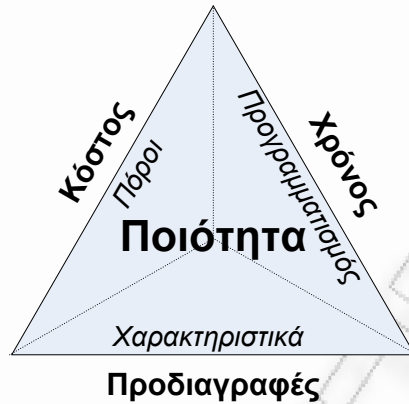 Κόστος
Πόροι
Χρόνος
Προγραμματισμός
Ποιότητα
Χαρακτηριστικά
Προδιαγραφές